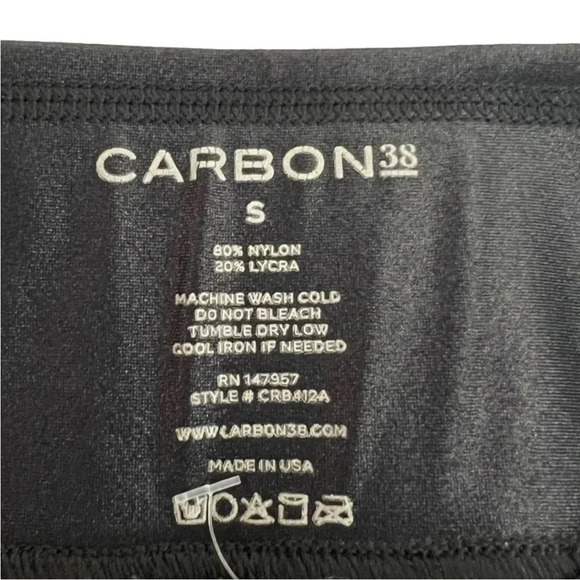 CARBON38
S
80% NYLON
20% LYCRA
MACHINE WASH COLD
DO NOT BLEACH
TUMBLE DRY LOW
COOL IRON IF NEEDED
RN 147957
STYLE # CRB412A
WWW.CARBON38.COM
MADE IN USA